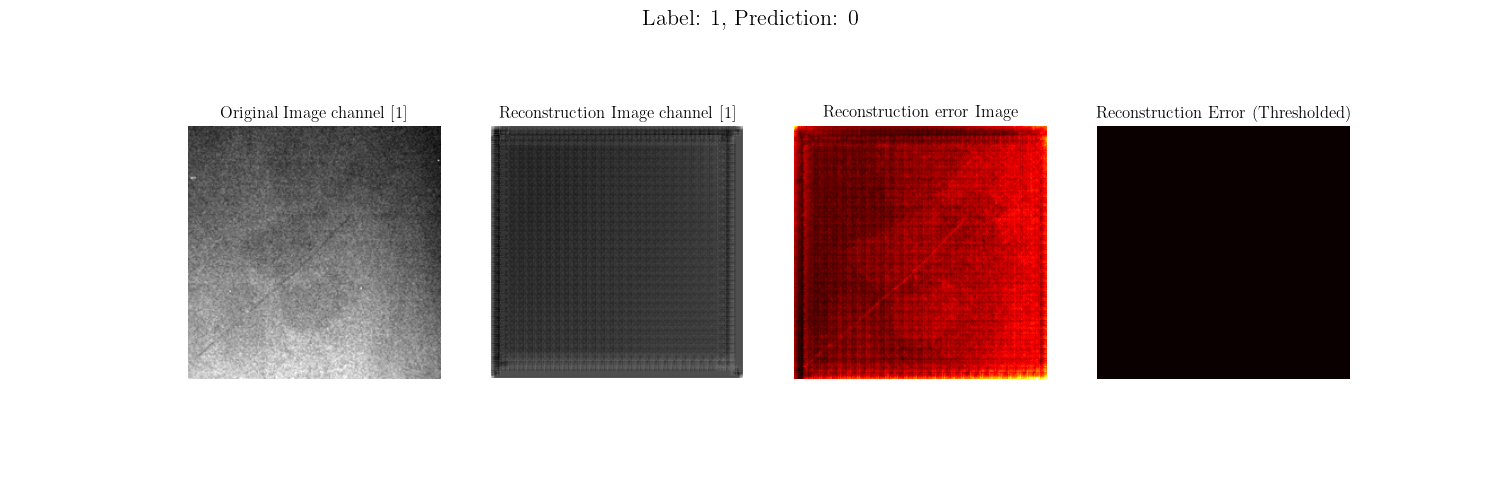 Label: 1, Prediction: 0
Original Image channel [1]
Reconstruction Image channel [1]
Reconstruction error Image
Reconstruction Error (Thresholded)